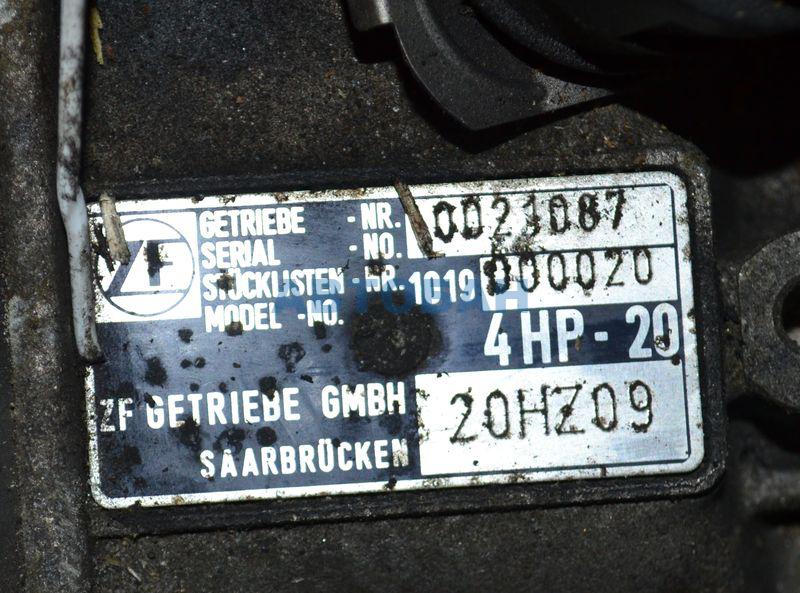 ZF
GETRIEBE -NR. 0021087
SERIAL -NO.
STÜCKLISTEN NR. 1019 000020
MODEL -NO.
4 HP - 20
ZF GETRIEBE GMBH 20HZ09
SAARBRÜCKEN